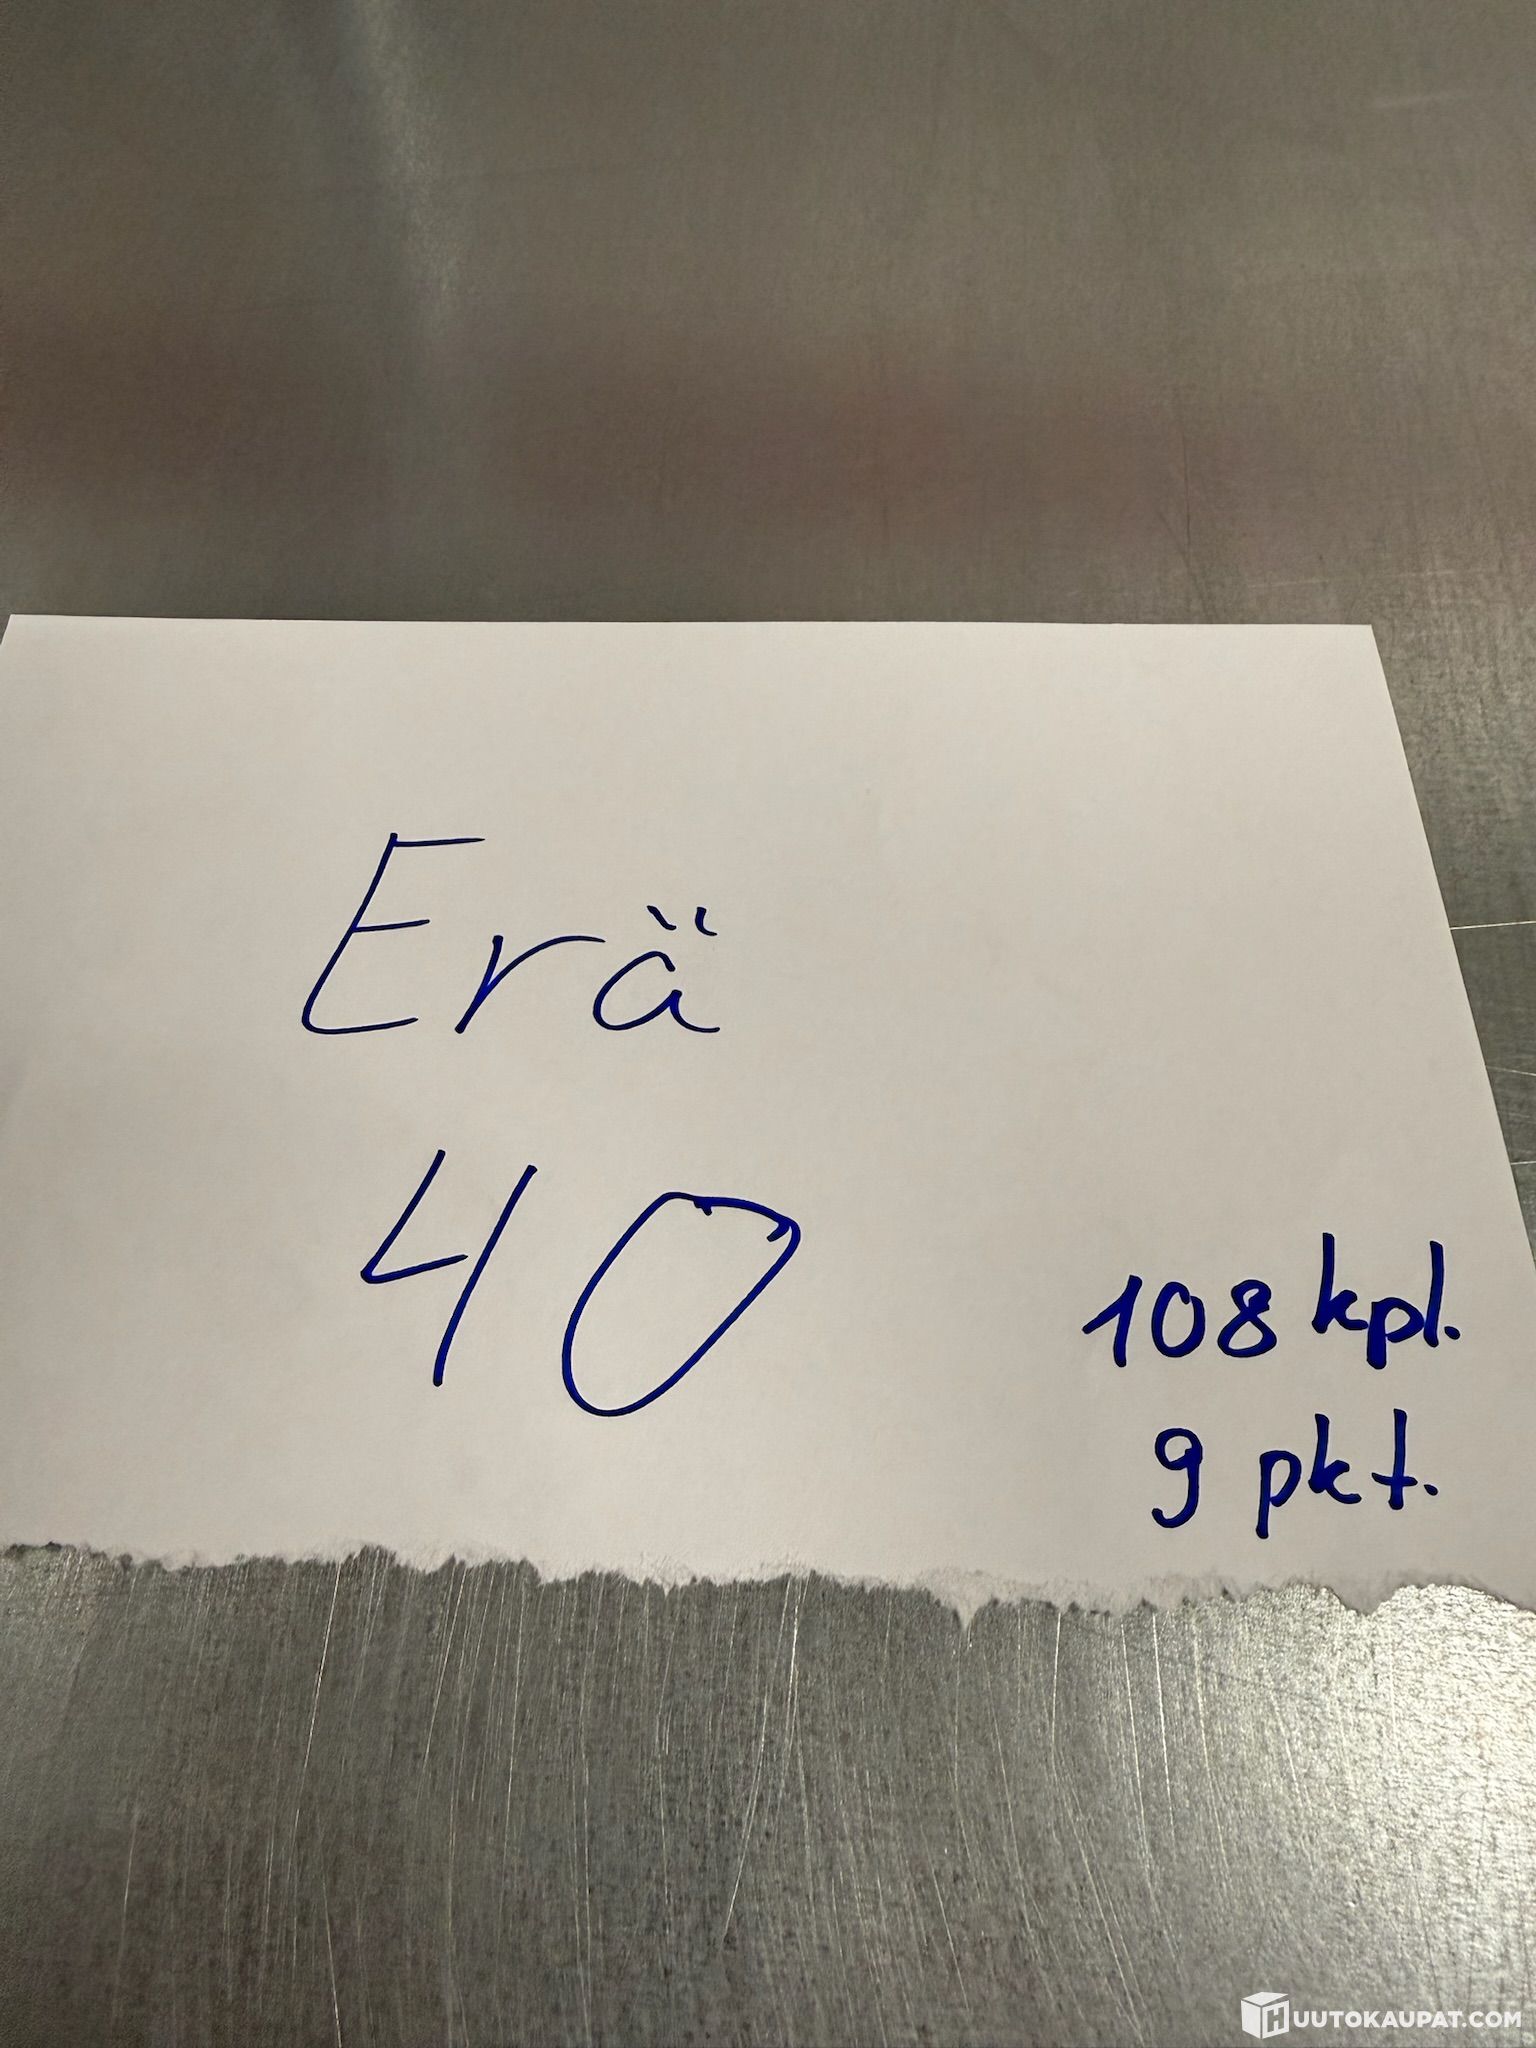 Erä
40
108 kpl.
9 pkt.
HUUTOKAUPAT.COM